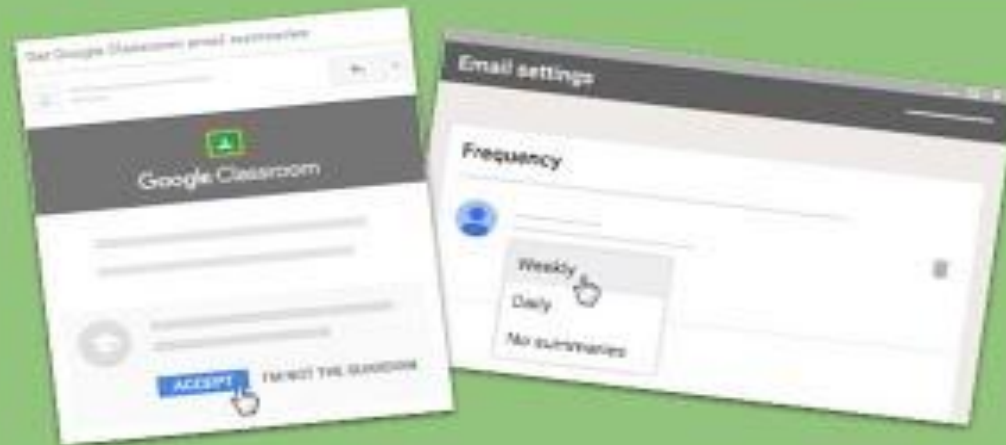 Get Google Classroom email summaries
Google Classroom
ACCEPT
I'M NOT THE GUARDIAN
Email settings
Frequency
Weekly
Daily
No summaries